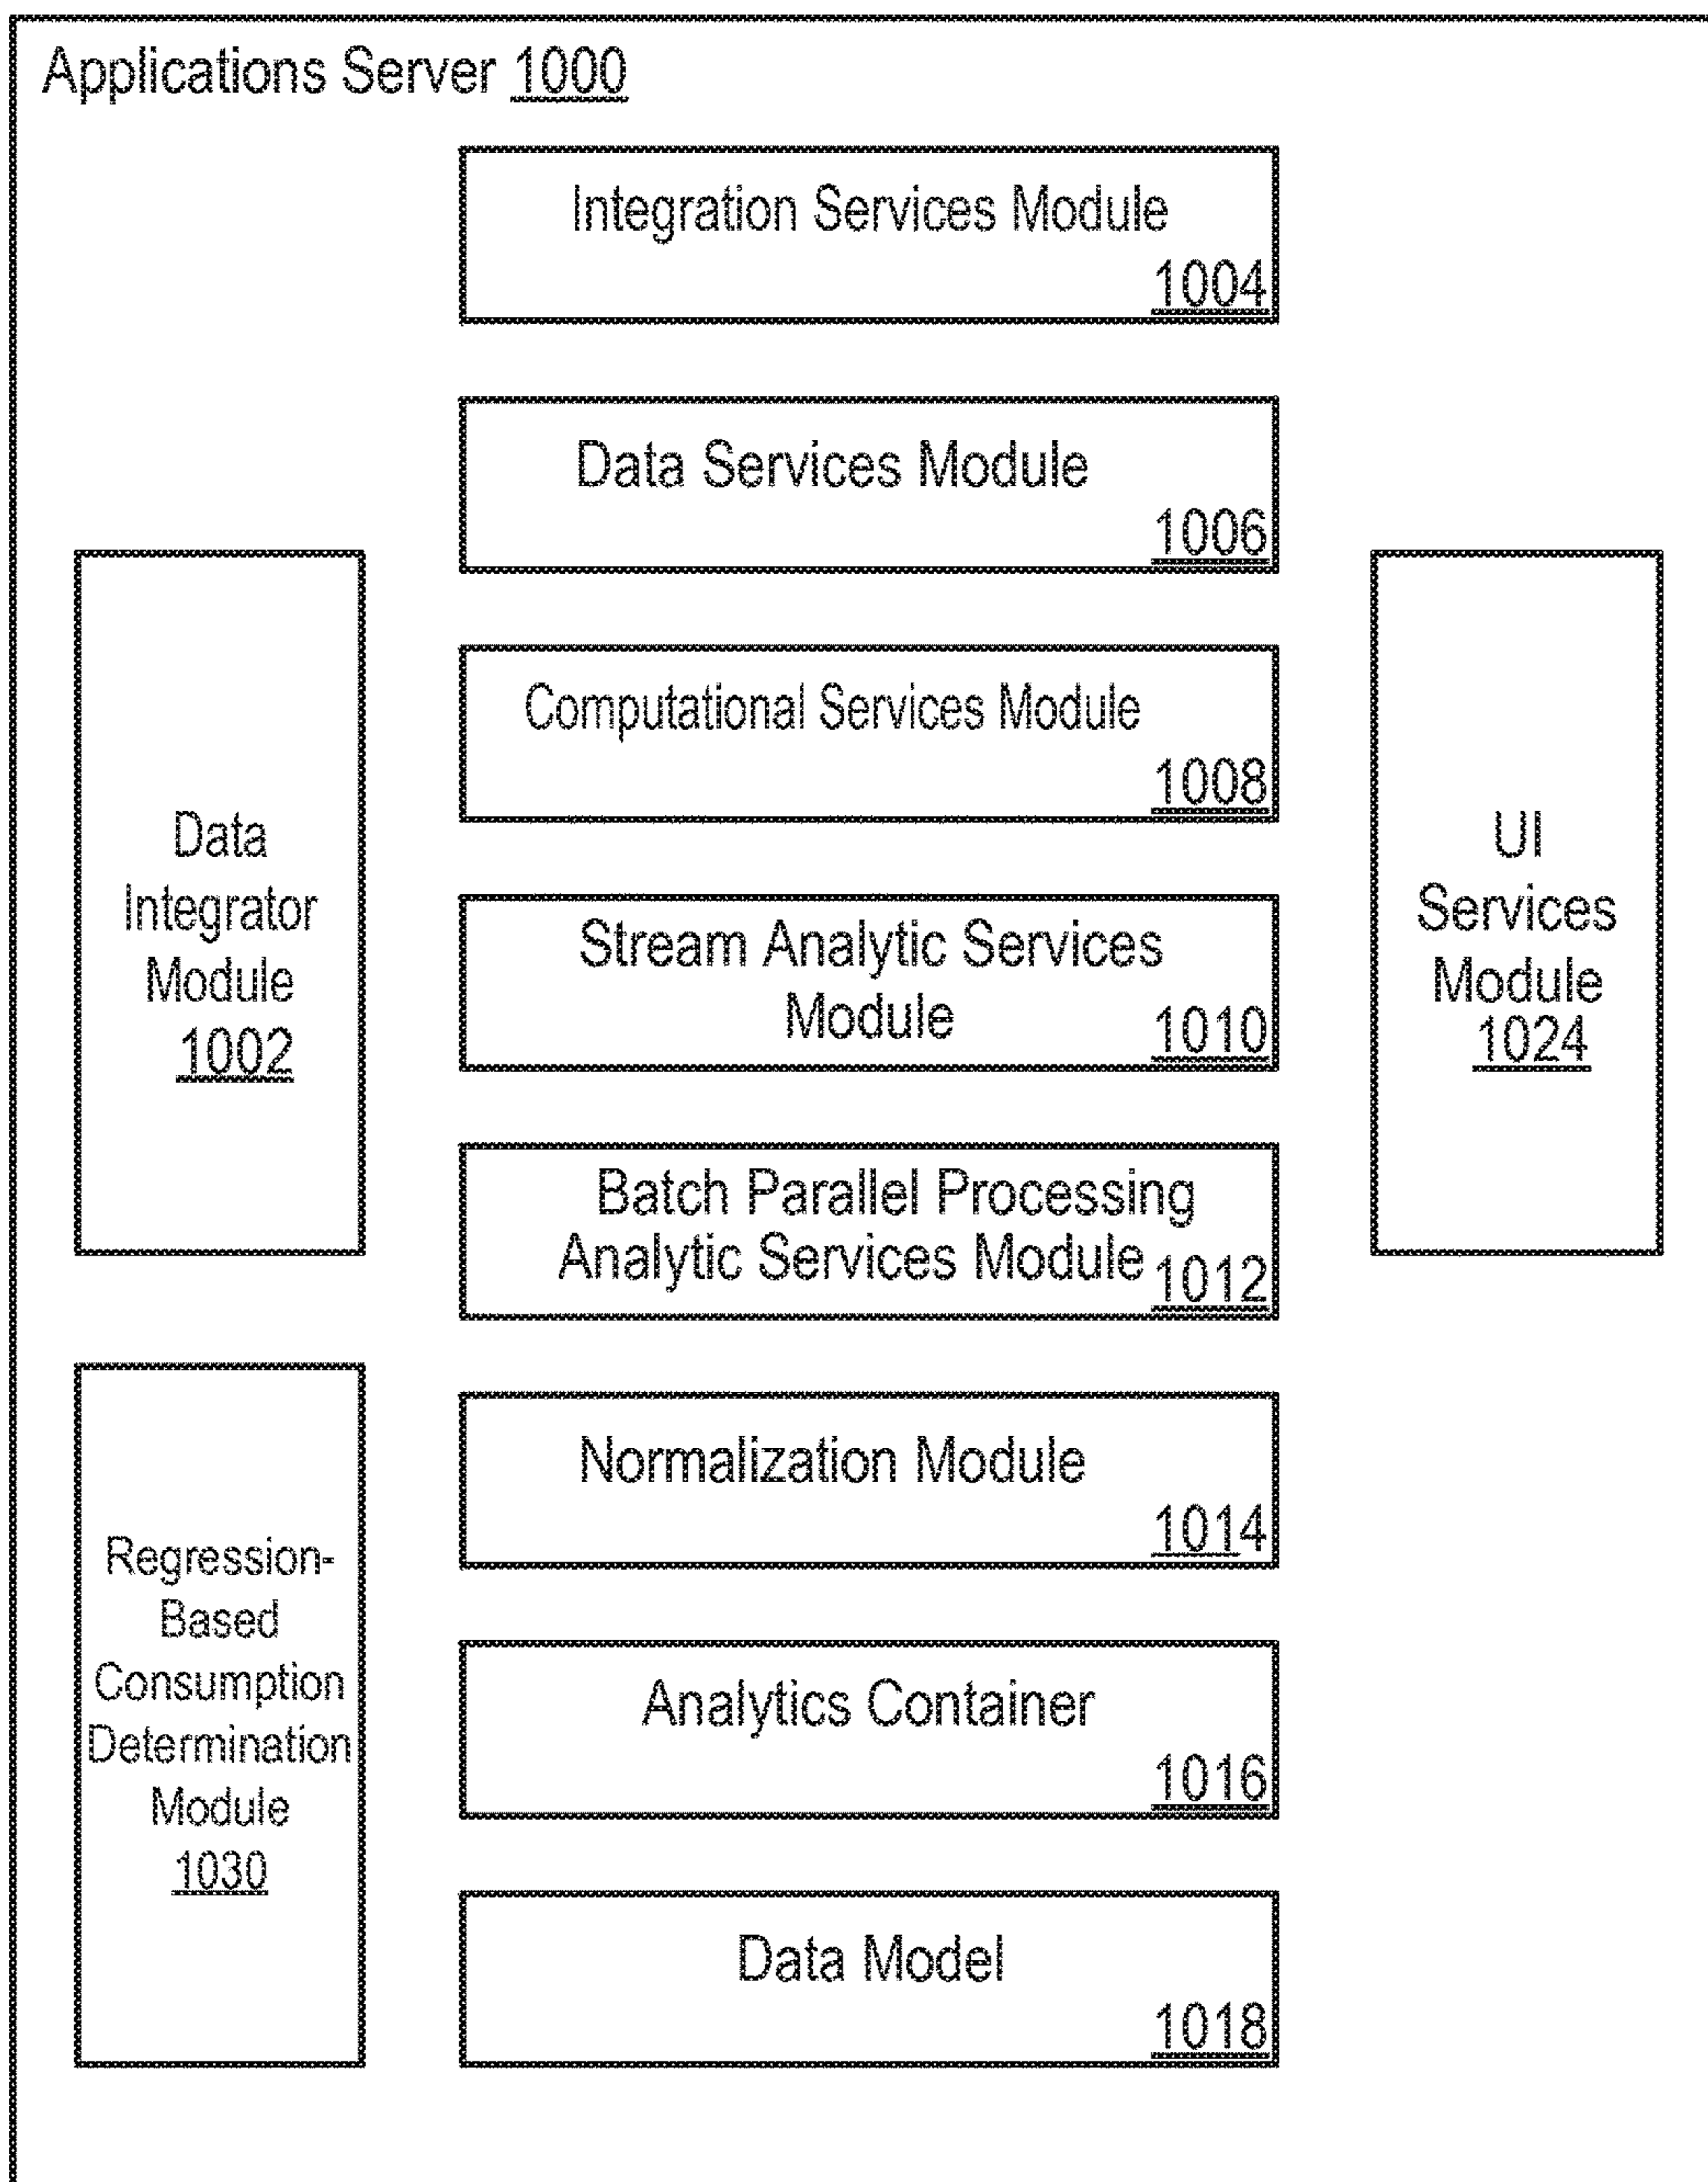 Applications Server 1000
Integration Services Module
1004
Data Services Module
1006
Computational Services Module
1008
Data
Integrator
Module
1002
Stream Analytic Services
Module 1010
UI
Services
Module
1024
Batch Parallel Processing
Analytic Services Module 1012
Normalization Module
1014
Regression-
Based
Consumption
Determination
Module
1030
Analytics Container
1016
Data Model
1018